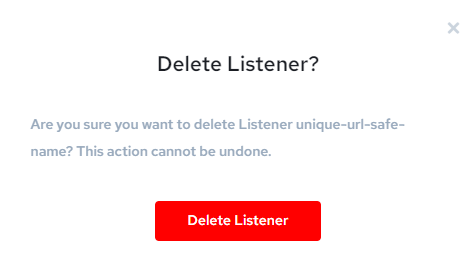 Delete Listener?
Are you sure you want to delete Listener unique-url-safe-
name? This action cannot be undone.
Delete Listener